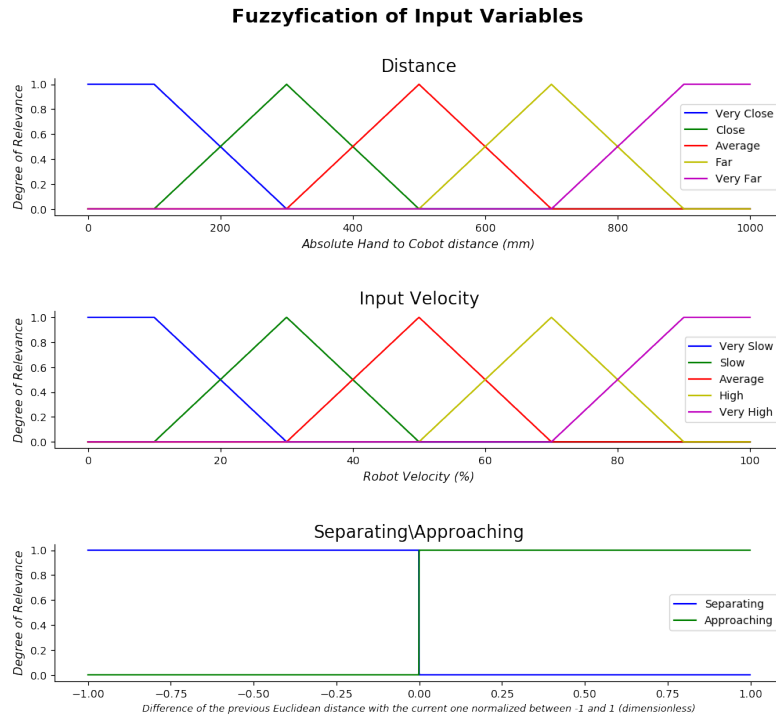 Fuzzyfication of Input Variables
Distance
Degree of Relevance
1.0
0.8
0.6
0.4
0.2
0.0
Very Close
Close
Average
Far
Very Far
0 200 400 600 800 1000
Absolute Hand to Cobot distance (mm)
Input Velocity
Degree of Relevance
1.0
0.8
0.6
0.4
0.2
0.0
Very Slow
Slow
Average
High
Very High
0 20 40 60 80 100
Robot Velocity (%)
Separating\Approaching
Degree of Relevance
1.0
0.8
0.6
0.4
0.2
0.0
Separating
Approaching
−1.00 −0.75 −0.50 −0.25 0.00 0.25 0.50 0.75 1.00
Difference of the previous Euclidean distance with the current one normalized between -1 and 1 (dimensionless)